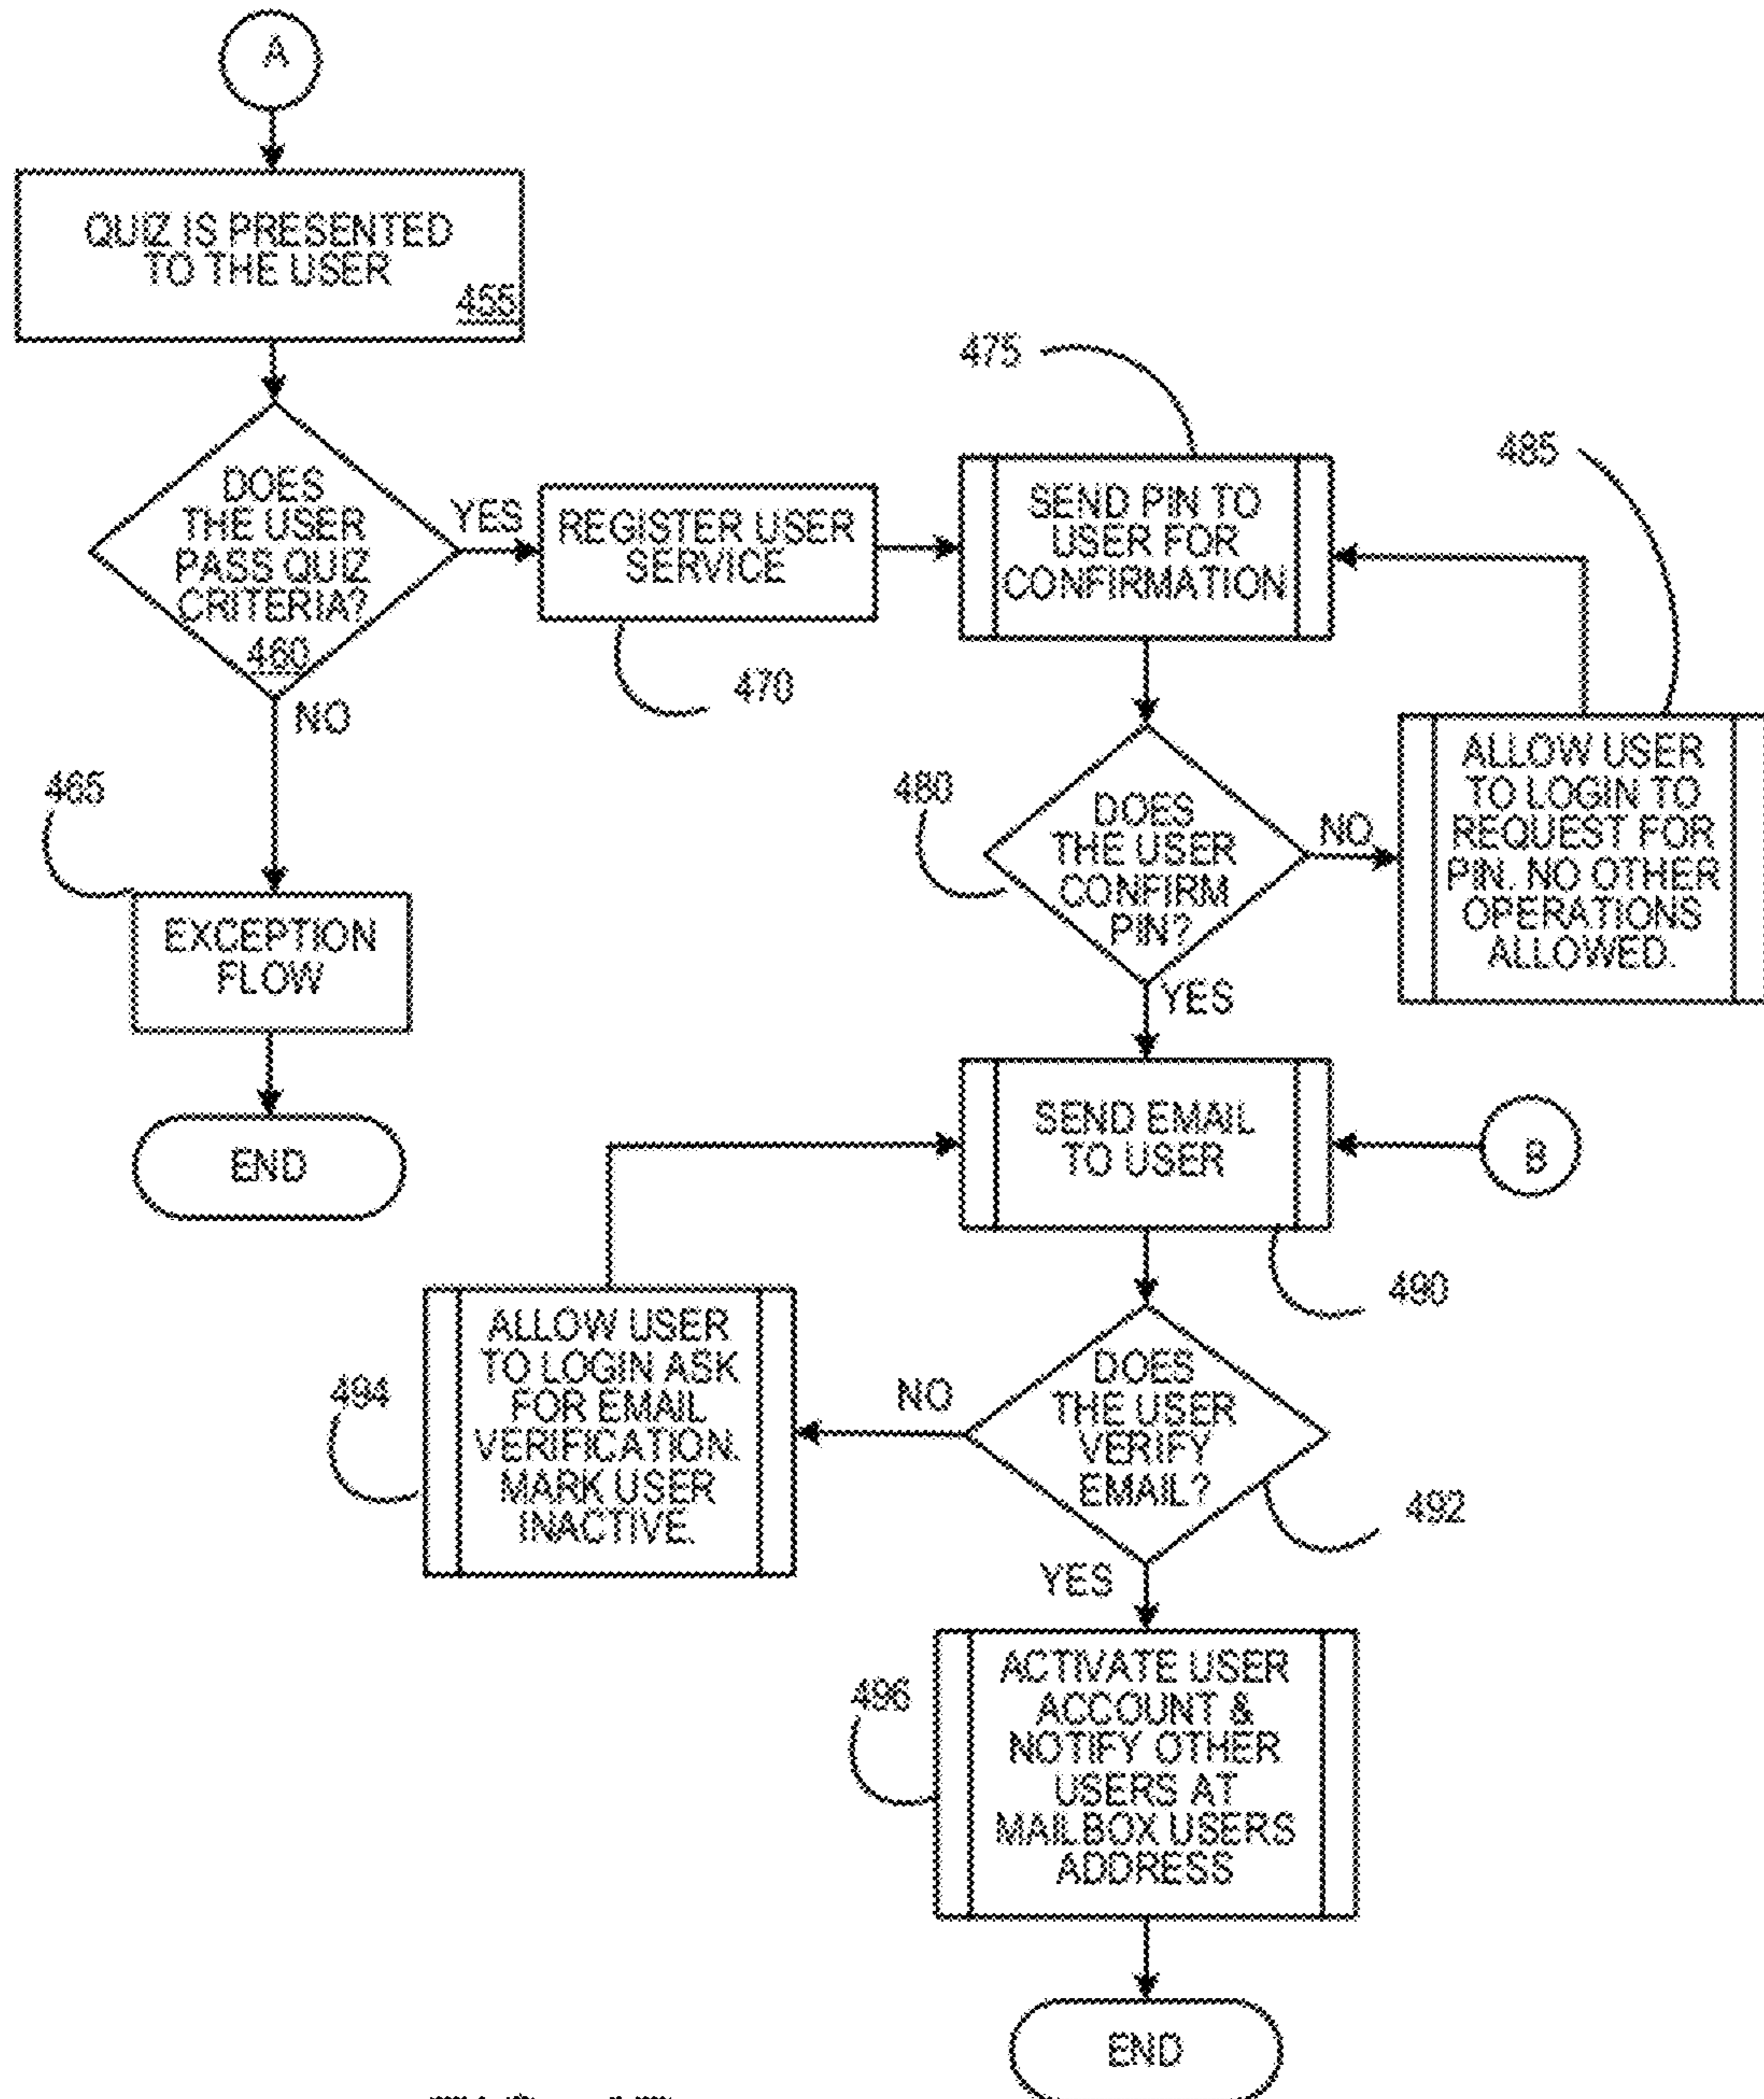 A
QUIZ IS PRESENTED
TO THE USER
455
DOES
THE USER
PASS QUIZ
CRITERIA?
460
YES
NO
REGISTER USER
SERVICE
470
475
SEND PIN TO
USER FOR
CONFIRMATION
485
465
EXCEPTION
FLOW
END
480
DOES
THE USER
CONFIRM
PIN?
NO
YES
ALLOW USER
TO LOGIN TO
REQUEST FOR
PIN. NO OTHER
OPERATIONS
ALLOWED.
SEND EMAIL
TO USER
B
490
494
ALLOW USER
TO LOGIN ASK
FOR EMAIL
VERIFICATION.
MARK USER
INACTIVE.
NO
DOES
THE USER
VERIFY
EMAIL?
492
YES
496
ACTIVATE USER
ACCOUNT &
NOTIFY OTHER
USERS AT
MAILBOX USERS
ADDRESS
END